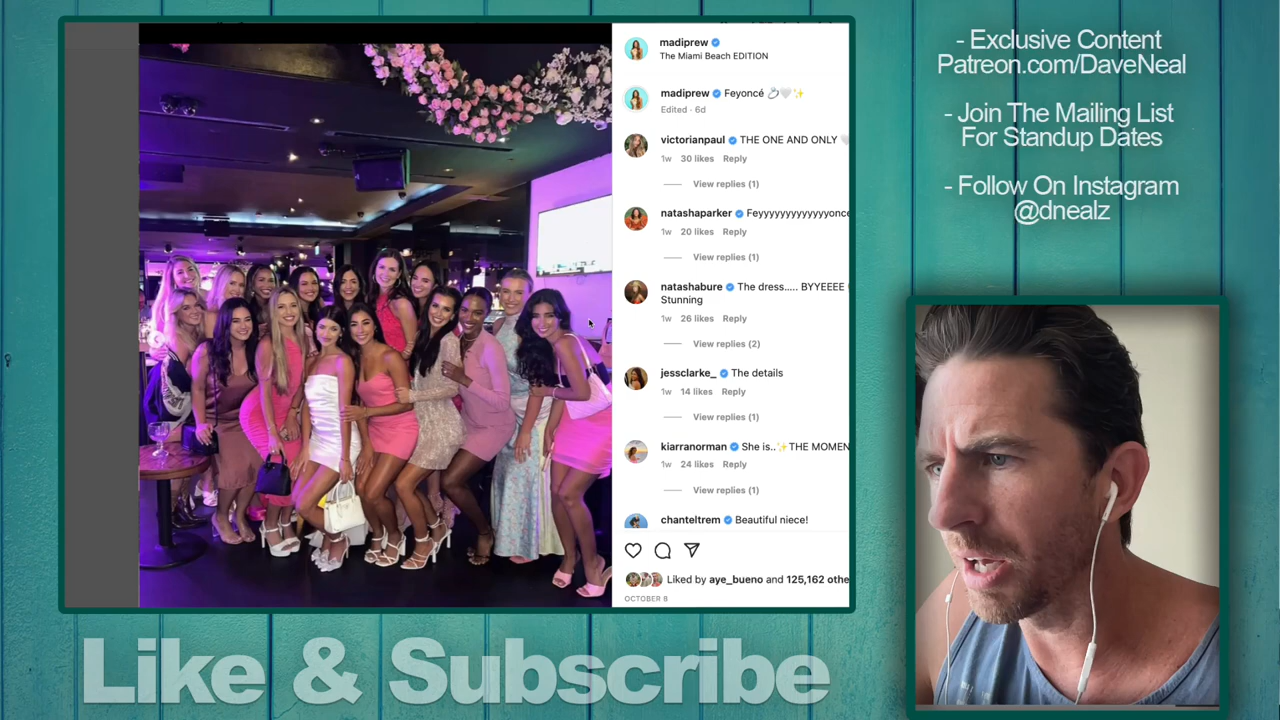 madiprew
The Miami Beach EDITION
madiprew Feyoncé 💍🤍✨
Edited · 6d
victorianpaul THE ONE AND ONLY 🤍
1w 30 likes Reply
View replies (1)
natashaparker Feyyyyyyyyyyyyyonce
1w 20 likes Reply
View replies (1)
natashabure The dress..... BYYEEEE !
Stunning
1w 26 likes Reply
View replies (2)
jessclarke_ The details
1w 14 likes Reply
View replies (1)
kiarranorman She is..✨THE MOMEN
1w 24 likes Reply
View replies (1)
chanteltrem Beautiful niece!
Liked by aye_bueno and 125,162 othe
OCTOBER 8
- Exclusive Content
Patreon.com/DaveNeal
- Join The Mailing List
For Standup Dates
- Follow On Instagram
@dnealz
Like & Subscribe